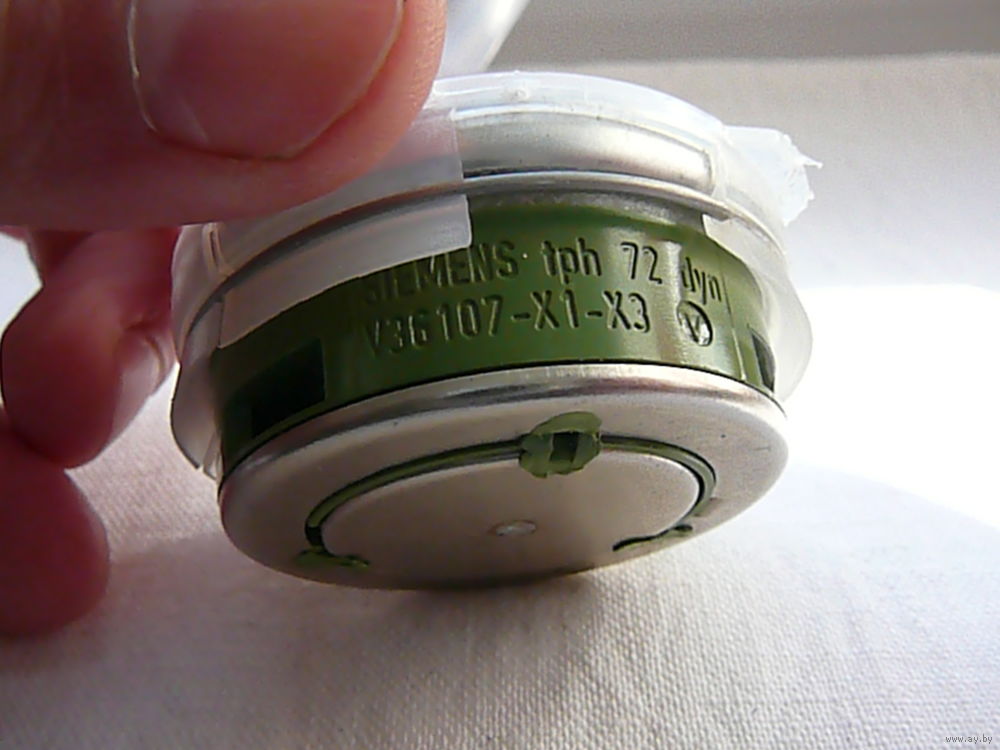 SIEMENS tph 72 dyn
V36107-X1-X3 V
www.ay.by